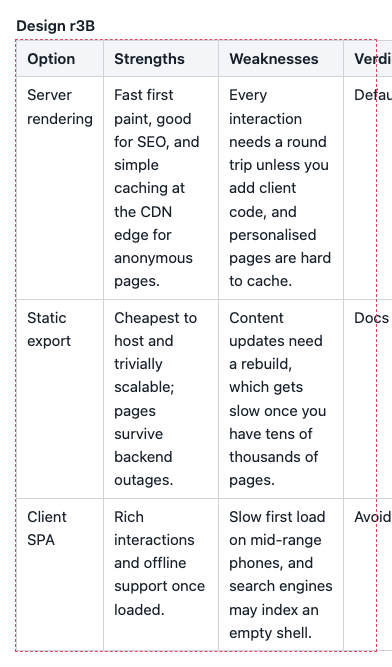 Design r3B
Option Strengths Weaknesses
Server Fast first Every
rendering paint, good interaction
for SEO, and needs a round
simple trip unless you
caching at add client
the CDN code, and
edge for personalised
anonymous pages are hard
pages. to cache.
Static Cheapest to Content Docs
export host and updates need
trivially a rebuild,
scalable; which gets
pages slow once you
survive have tens of
backend thousands of
outages. pages.
Client Rich Slow first load Avoid
SPA interactions on mid-range
and offline phones, and
support once search engines
loaded. may index an
empty shell.